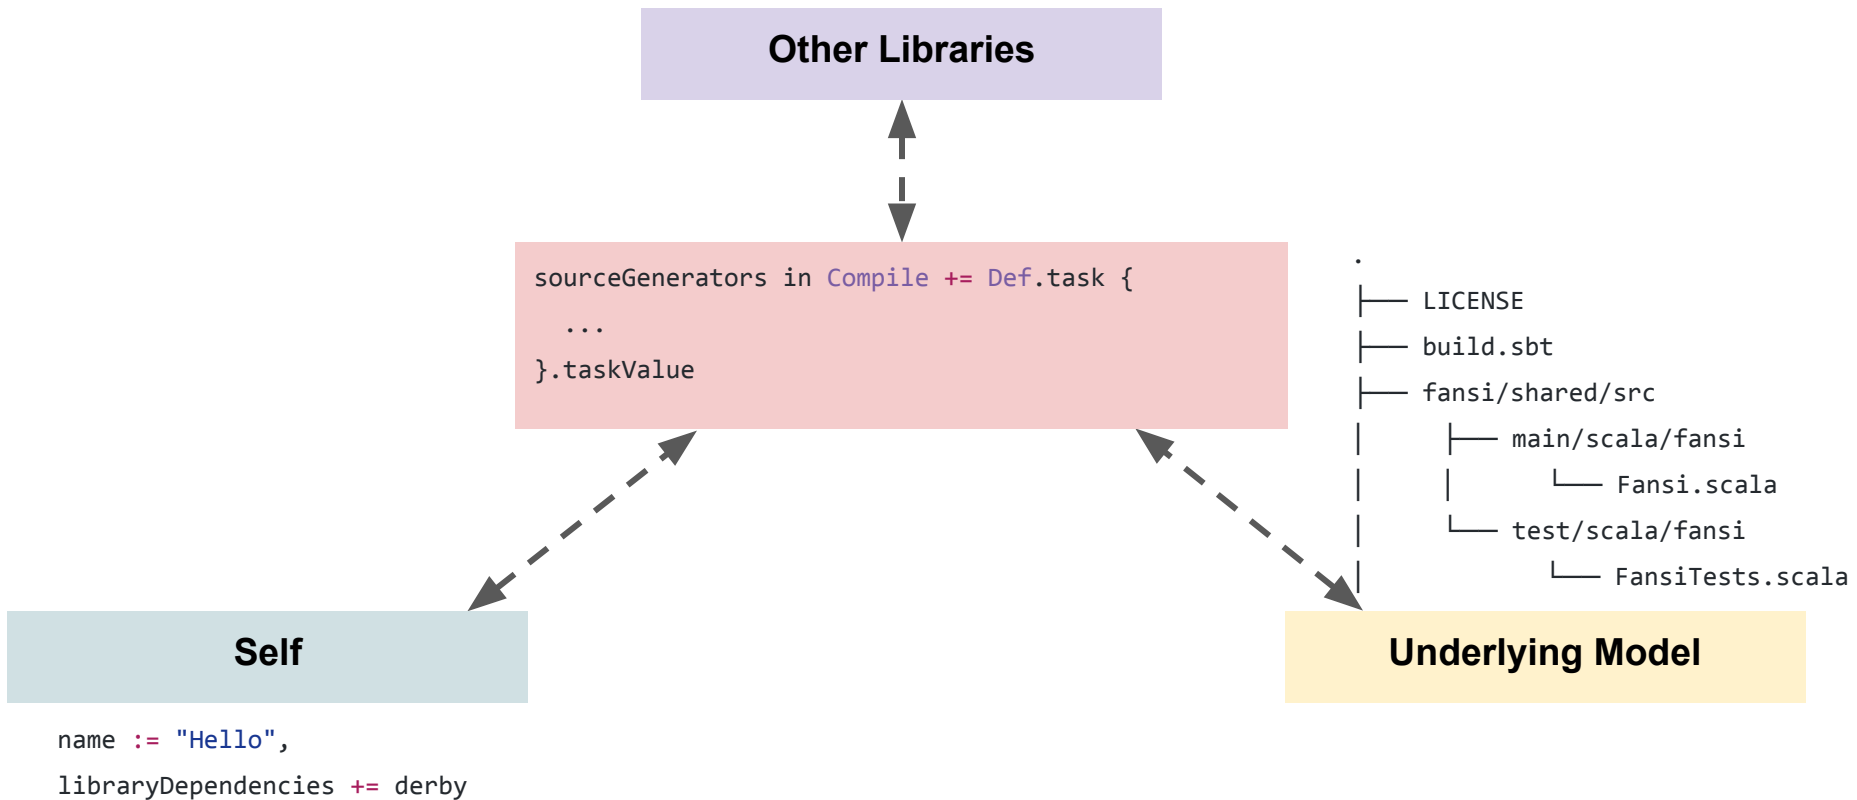 Other Libraries
sourceGenerators in Compile += Def.task {
  ...
}.taskValue
.
├── LICENSE
├── build.sbt
├── fansi/shared/src
│     ├── main/scala/fansi
│     │     └── Fansi.scala
│     └── test/scala/fansi
│           └── FansiTests.scala
Self
Underlying Model
name := "Hello",
libraryDependencies += derby